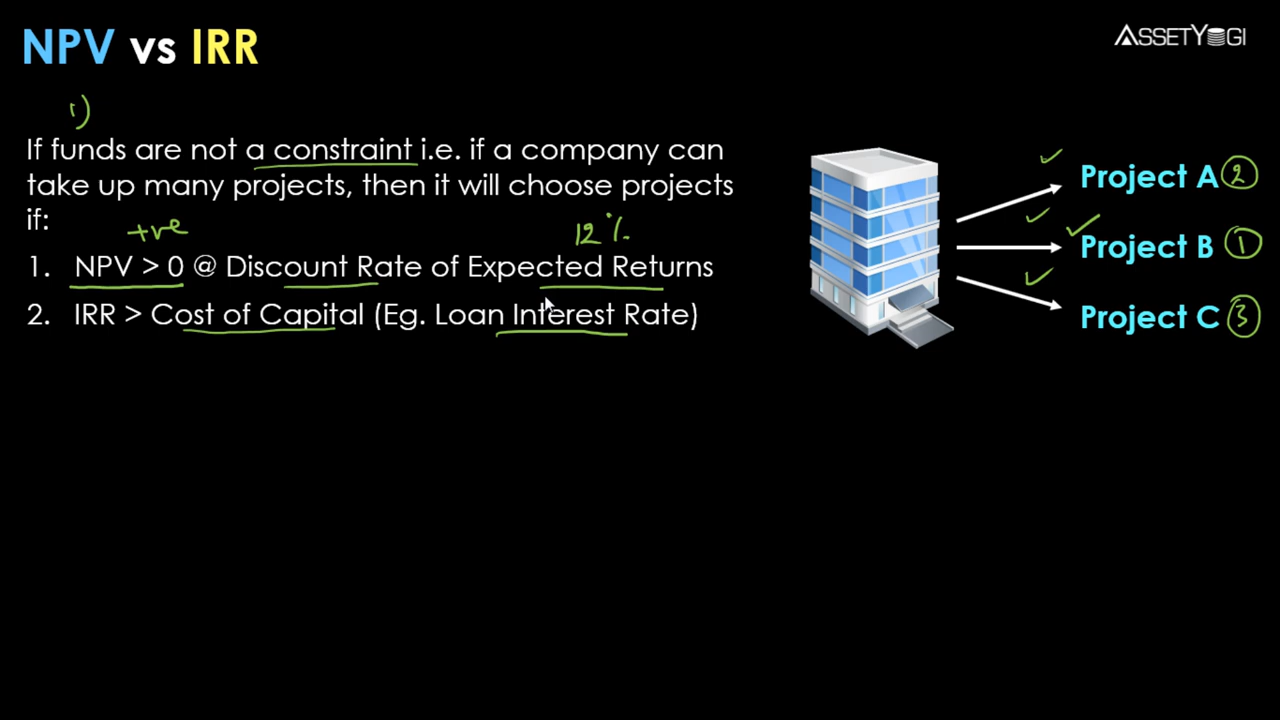 NPV vs IRR
ASSETYOGI
1)
If funds are not a constraint i.e. if a company can
take up many projects, then it will choose projects
if:
+ve
12%
1. NPV > 0 @ Discount Rate of Expected Returns
2. IRR > Cost of Capital (Eg. Loan Interest Rate)
Project A 2
Project B 1
Project C 3